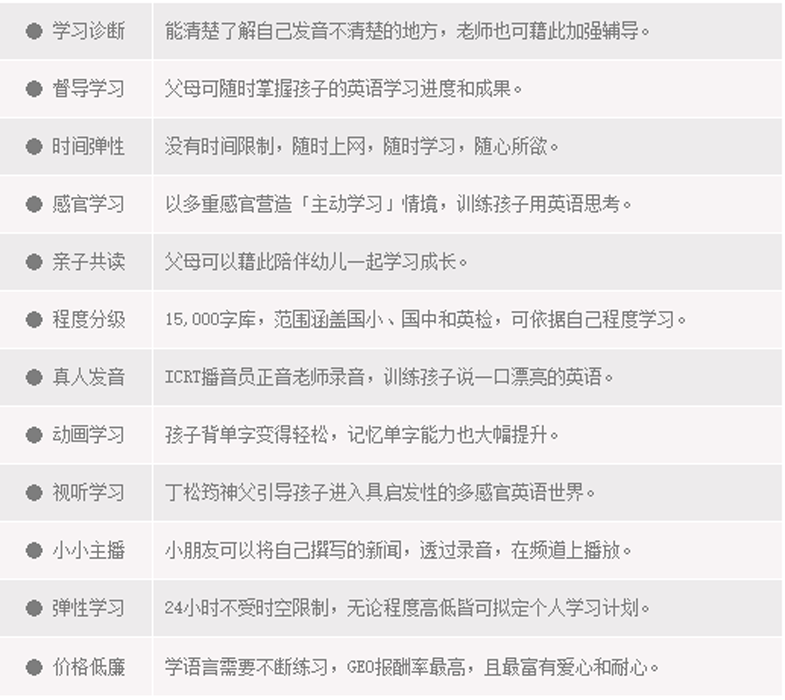 ● 学习诊断 能清楚了解自己发音不清楚的地方，老师也可藉此加强辅导。
● 督导学习 父母可随时掌握孩子的英语学习进度和成果。
● 时间弹性 没有时间限制，随时上网，随时学习，随心所欲。
● 感官学习 以多重感官营造「主动学习」情境，训练孩子用英语思考。
● 亲子共读 父母可以藉此陪伴幼儿一起学习成长。
● 程度分级 15,000字库，范围涵盖国小、国中和英检，可依据自己程度学习。
● 真人发音 ICRT播音员正音老师录音，训练孩子说一口漂亮的英语。
● 动画学习 孩子背单字变得轻松，记忆单字能力也大幅提升。
● 视听学习 丁松筠神父引导孩子进入具启发性的多感官英语世界。
● 小小主播 小朋友可以将自己撰写的新闻，透过录音，在频道上播放。
● 弹性学习 24小时不受时空限制，无论程度高低皆可拟定个人学习计划。
● 价格低廉 学语言需要不断练习，GEO报酬率最高，且最富有爱心和耐心。